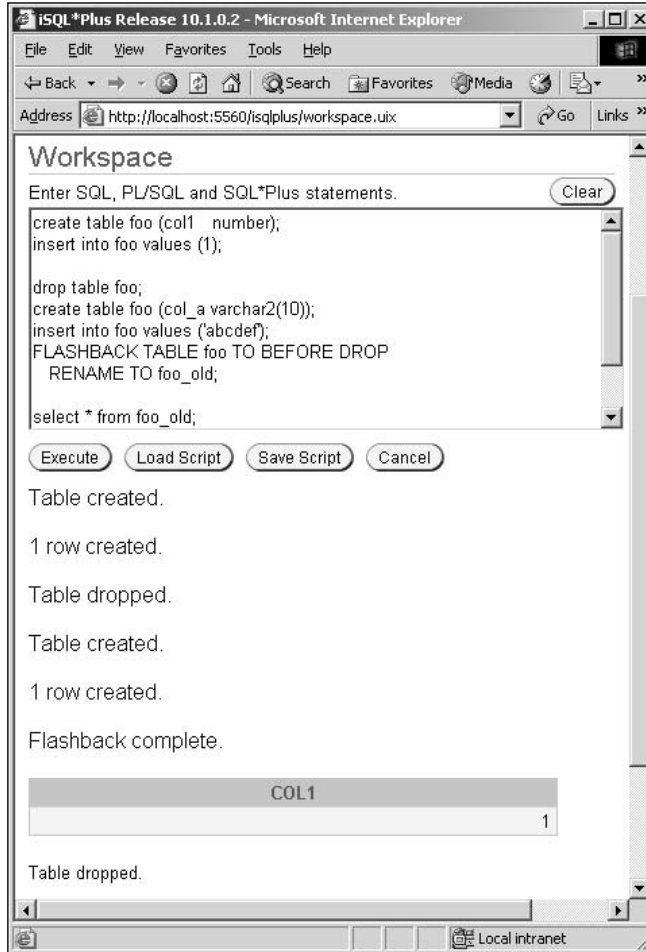 iSQL*Plus Release 10.1.0.2 - Microsoft Internet Explorer
File Edit View Favorites Tools Help
Back Search Favorites Media »
Address http://localhost:5560/isqlplus/workspace.uix Go Links »
Workspace
Enter SQL, PL/SQL and SQL*Plus statements. Clear
create table foo (col1 number);
insert into foo values (1);
drop table foo;
create table foo (col_a varchar2(10));
insert into foo values ('abcdef');
FLASHBACK TABLE foo TO BEFORE DROP
RENAME TO foo_old;
select * from foo_old;
Execute Load Script Save Script Cancel
Table created.
1 row created.
Table dropped.
Table created.
1 row created.
Flashback complete.
COL1
1
Table dropped.
Local intranet